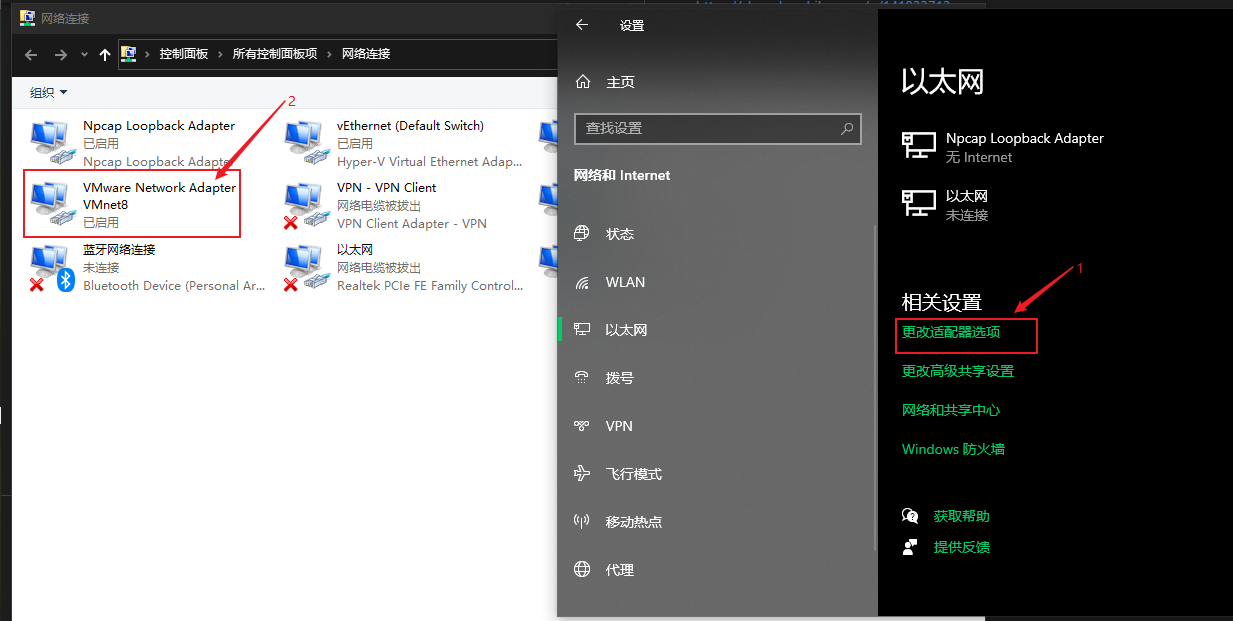 网络连接
控制面板 › 所有控制面板项 › 网络连接
组织
2
Npcap Loopback Adapter
已启用
Npcap Loopback Adapter
vEthernet (Default Switch)
已启用
Hyper-V Virtual Ethernet Adap...
VMware Network Adapter
VMnet8
已启用
VPN - VPN Client
网络电缆被拔出
VPN Client Adapter - VPN
蓝牙网络连接
未连接
Bluetooth Device (Personal Ar...
以太网
网络电缆被拔出
Realtek PCIe FE Family Control...
设置
主页
查找设置
网络和 Internet
状态
WLAN
以太网
拨号
VPN
飞行模式
移动热点
代理
以太网
Npcap Loopback Adapter
无 Internet
以太网
未连接
1
相关设置
更改适配器选项
更改高级共享设置
网络和共享中心
Windows 防火墙
获取帮助
提供反馈